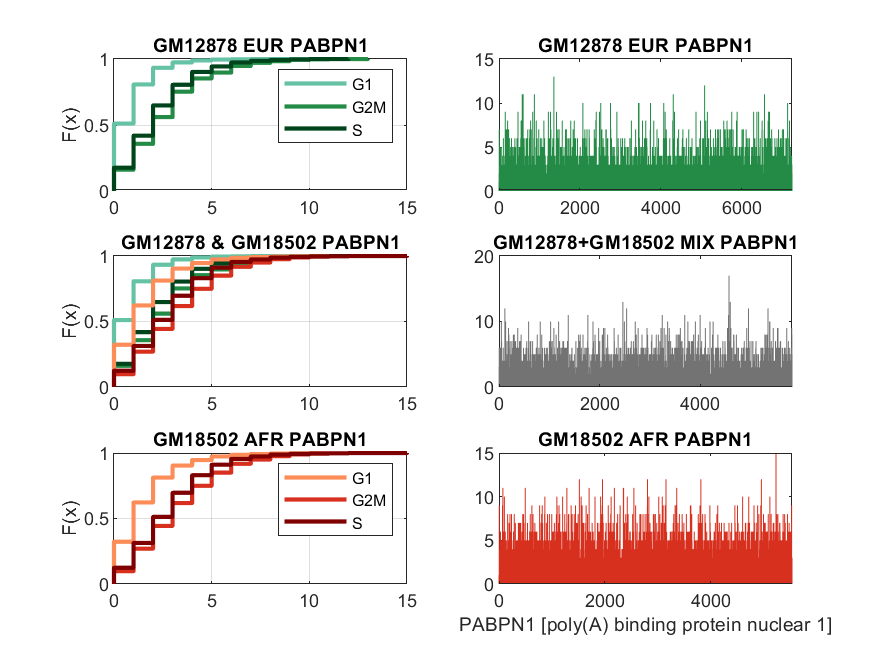 GM12878 EUR PABPN1
1
0.5
0
F(x)
0 5 10 15
G1
G2M
S
GM12878 EUR PABPN1
15
10
5
0
0 2000 4000 6000
GM12878 & GM18502 PABPN1
1
0.5
0
F(x)
0 5 10 15
GM12878+GM18502 MIX PABPN1
20
10
0
0 2000 4000
GM18502 AFR PABPN1
1
0.5
0
F(x)
0 5 10 15
G1
G2M
S
GM18502 AFR PABPN1
15
10
5
0
0 2000 4000
PABPN1 [poly(A) binding protein nuclear 1]